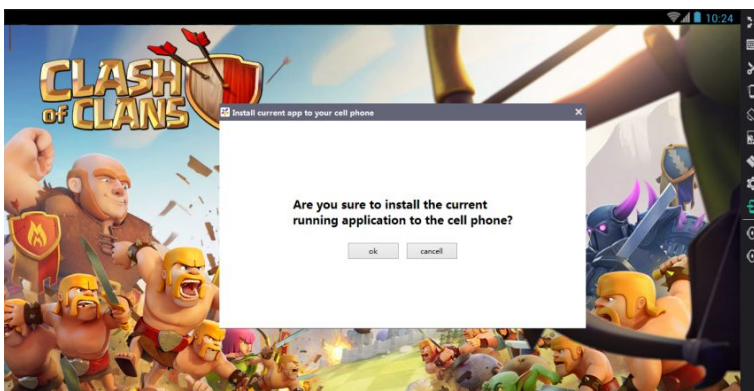 10:24
CLASH
OF CLANS
Install current app to your cell phone
Are you sure to install the current
running application to the cell phone?
ok
cancell